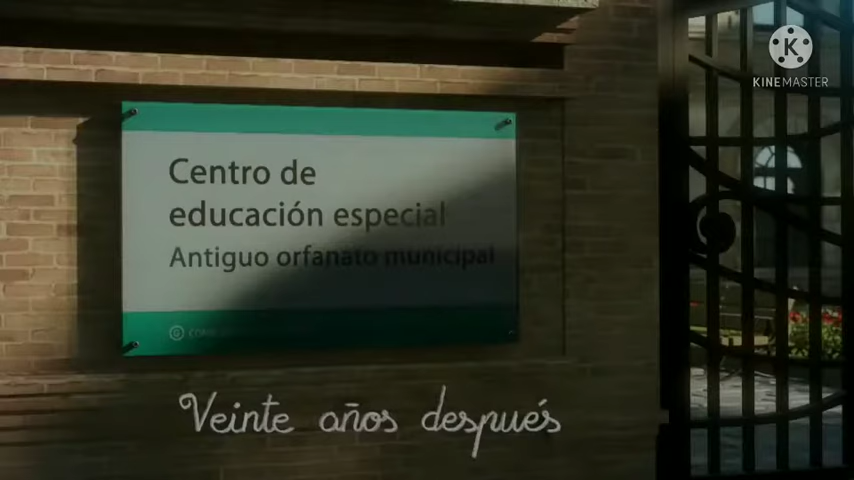 KINEMASTER
Centro de
educación especial
Antiguo orfanato municipal
Veinte años después